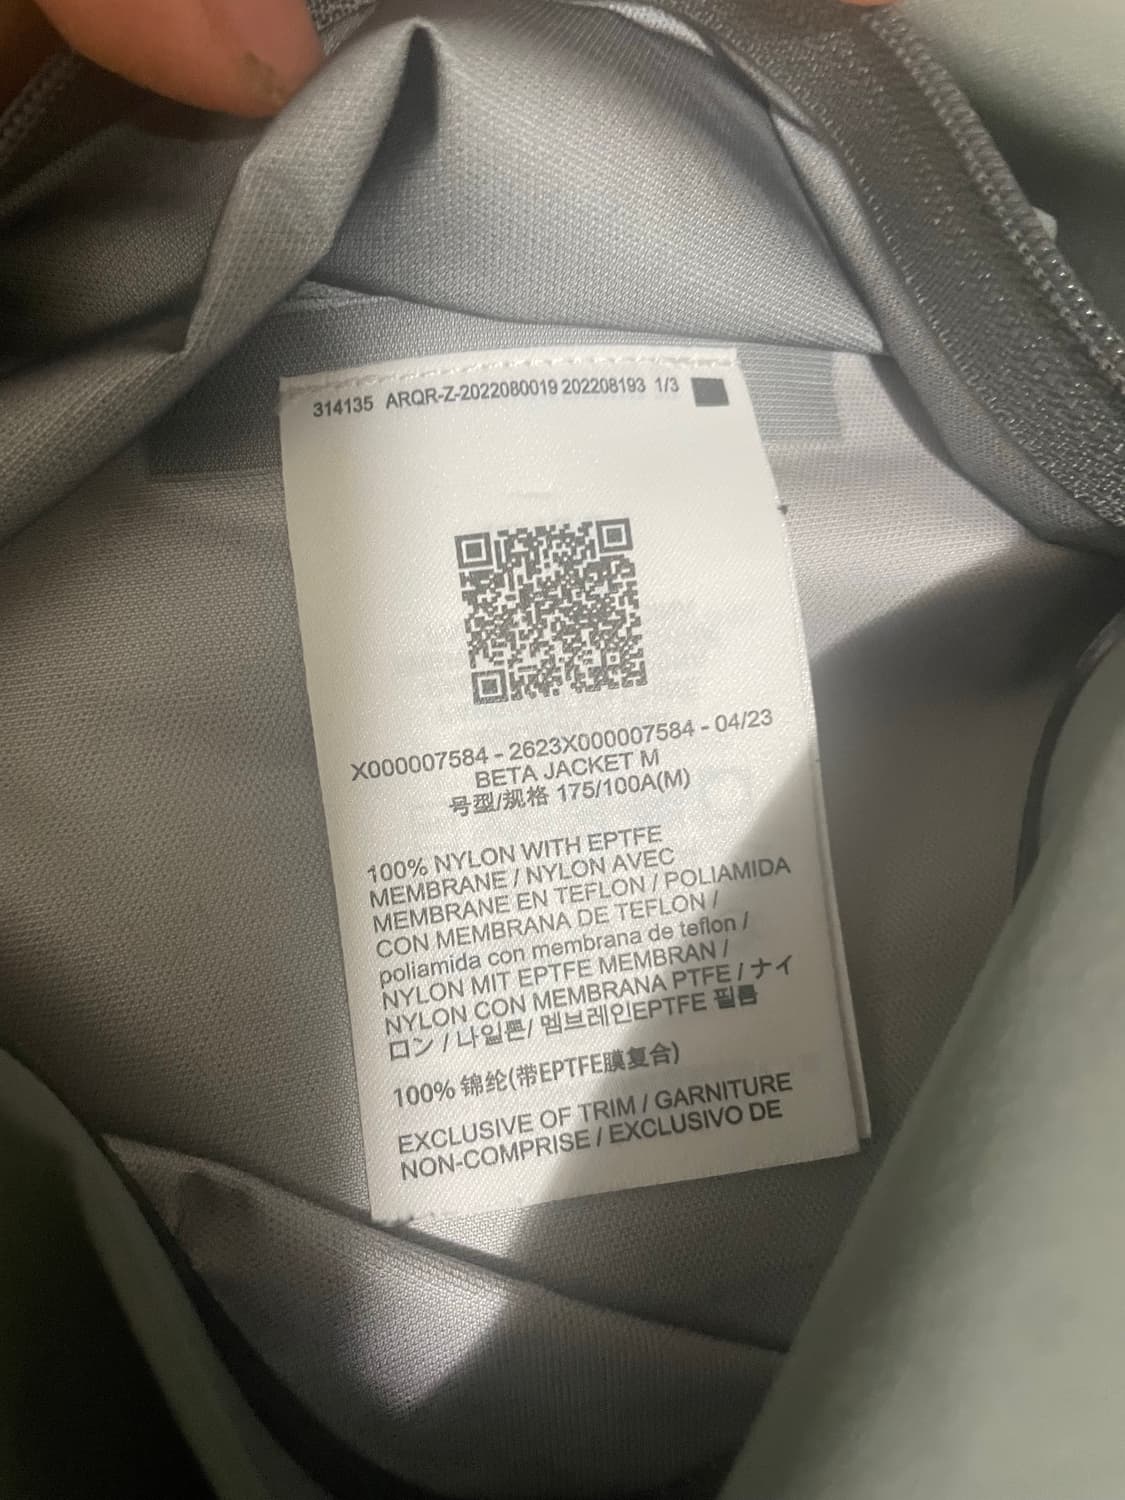 314135 ARQR-Z-2022080019 202208193 1/3
X000007584 - 2623X000007584 - 04/23
BETA JACKET M
号型/规格 175/100A(M)
100% NYLON WITH EPTFE
MEMBRANE / NYLON AVEC
MEMBRANE EN TEFLON / POLIAMIDA
CON MEMBRANA DE TEFLON /
poliamida con membrana de teflon /
NYLON MIT EPTFE MEMBRAN /
NYLON CON MEMBRANA PTFE / ナイ
ロン / 나일론/ 멤브레인EPTFE 필름
100% 锦纶(带EPTFE膜复合)
EXCLUSIVE OF TRIM / GARNITURE
NON-COMPRISE / EXCLUSIVO DE